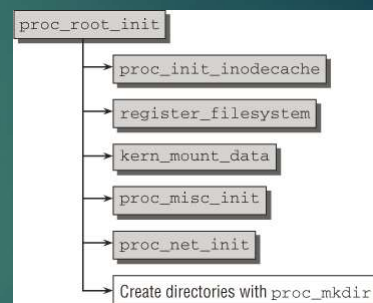 proc_root_init
proc_init_inodecache
register_filesystem
kern_mount_data
proc_misc_init
proc_net_init
Create directories with proc_mkdir